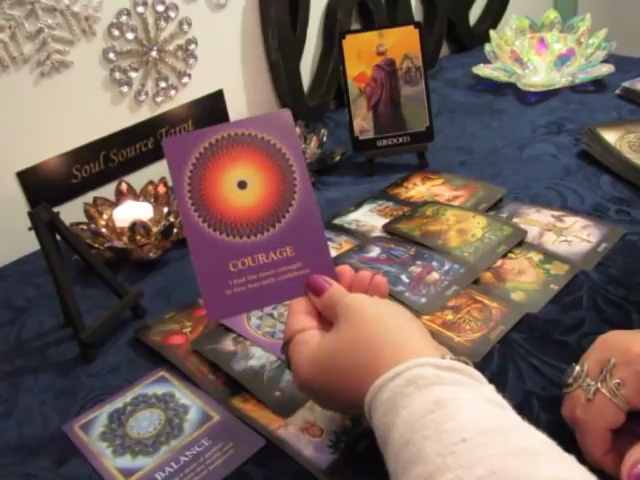 Soul Source Tarot
WISDOM
COURAGE
I find the inner strength
to face fear with confidence
BALANCE